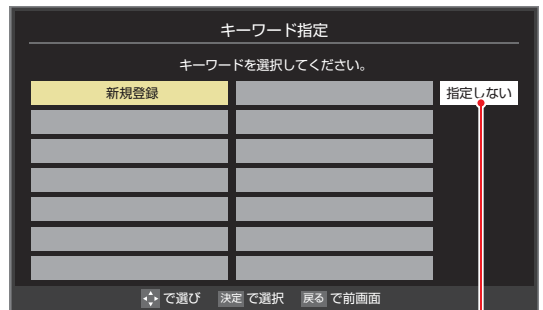 キーワード指定
キーワードを選択してください。
新規登録
指定しない
で選び 決定 で選択 戻る で前画面